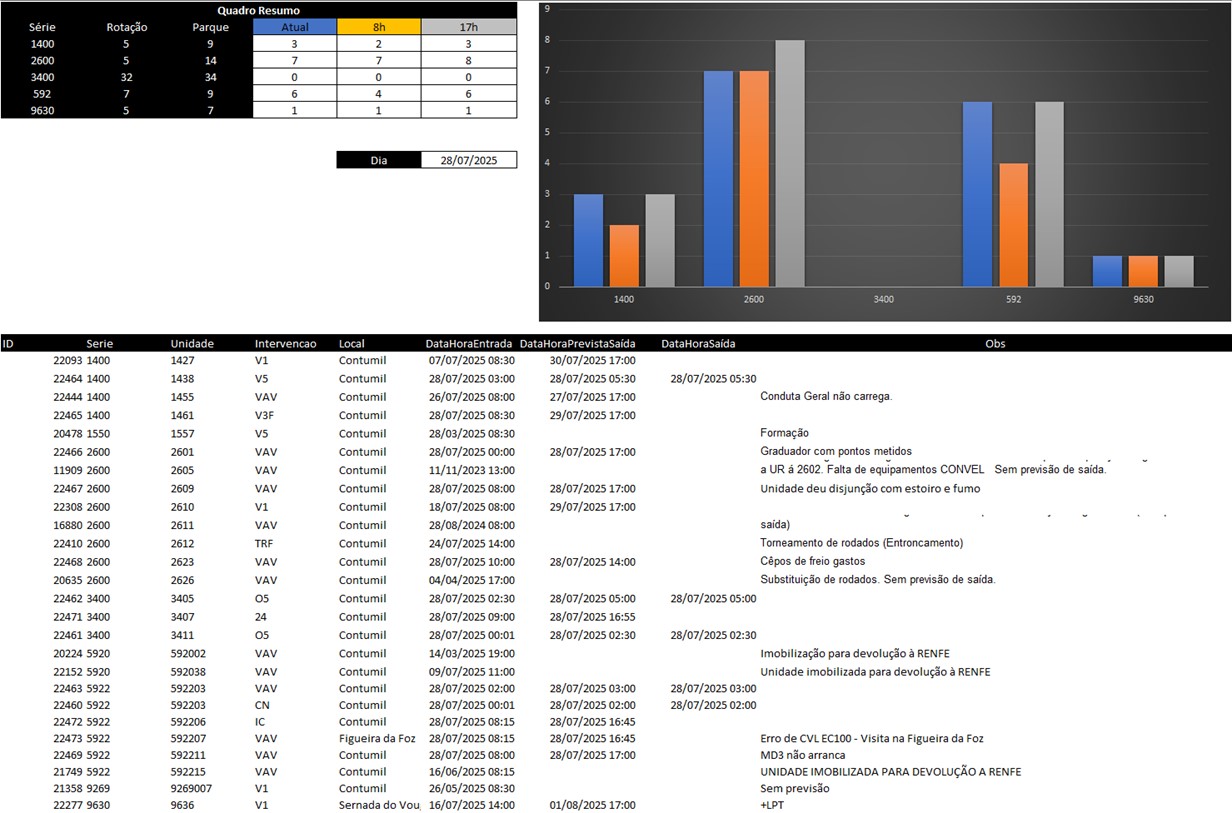 Quadro Resumo
Série Rotação Parque Atual 8h 17h
1400 5 9 3 2 3
2600 5 14 7 7 8
3400 32 34 0 0 0
592 7 9 6 4 6
9630 5 7 1 1 1
Dia 28/07/2025
9
8
7
6
5
4
3
2
1
0
1400 2600 3400 592 9630
ID Serie Unidade Intervencao Local DataHoraEntrada DataHoraPrevistaSaída DataHoraSaída Obs
22093 1400 1427 V1 Contumil 07/07/2025 08:30 30/07/2025 17:00
22464 1400 1438 V5 Contumil 28/07/2025 03:00 28/07/2025 05:30 28/07/2025 05:30
22444 1400 1455 VAV Contumil 26/07/2025 08:00 27/07/2025 17:00 Conduta Geral não carrega.
22465 1400 1461 V3F Contumil 28/07/2025 08:30 29/07/2025 17:00
20478 1550 1557 V5 Contumil 28/03/2025 08:30 Formação
22466 2600 2601 VAV Contumil 28/07/2025 00:00 28/07/2025 17:00 Graduador com pontos metidos
11909 2600 2605 VAV Contumil 11/11/2023 13:00 a UR á 2602. Falta de equipamentos CONVEL Sem previsão de saída.
22467 2600 2609 VAV Contumil 28/07/2025 08:00 28/07/2025 17:00 Unidade deu disjunção com estoiro e fumo
22308 2600 2610 V1 Contumil 18/07/2025 08:00 29/07/2025 17:00
16880 2600 2611 VAV Contumil 28/08/2024 08:00 saída)
22410 2600 2612 TRF Contumil 24/07/2025 14:00 Torneamento de rodados (Entroncamento)
22468 2600 2623 VAV Contumil 28/07/2025 10:00 28/07/2025 14:00 Cêpos de freio gastos
20635 2600 2626 VAV Contumil 04/04/2025 17:00 Substituição de rodados. Sem previsão de saída.
22462 3400 3405 O5 Contumil 28/07/2025 02:30 28/07/2025 05:00 28/07/2025 05:00
22471 3400 3407 24 Contumil 28/07/2025 09:00 28/07/2025 16:55
22461 3400 3411 O5 Contumil 28/07/2025 00:01 28/07/2025 02:30 28/07/2025 02:30
20224 5920 592002 VAV Contumil 14/03/2025 19:00 Imobilização para devolução à RENFE
22152 5920 592038 VAV Contumil 09/07/2025 11:00 Unidade imobilizada para devolução à RENFE
22463 5922 592203 VAV Contumil 28/07/2025 02:00 28/07/2025 03:00 28/07/2025 03:00
22460 5922 592203 CN Contumil 28/07/2025 00:01 28/07/2025 02:00 28/07/2025 02:00
22472 5922 592206 IC Contumil 28/07/2025 08:15 28/07/2025 16:45
22473 5922 592207 VAV Figueira da Foz 28/07/2025 08:15 28/07/2025 16:45 Erro de CVL EC100 - Visita na Figueira da Foz
22469 5922 592211 VAV Contumil 28/07/2025 08:00 28/07/2025 17:00 MD3 não arranca
21749 5922 592215 VAV Contumil 16/06/2025 08:15 UNIDADE IMOBILIZADA PARA DEVOLUÇÃO A RENFE
21358 9269 9269007 V1 Contumil 26/05/2025 08:30 Sem previsão
22277 9630 9636 V1 Sernada do Vou 16/07/2025 14:00 01/08/2025 17:00 +LPT